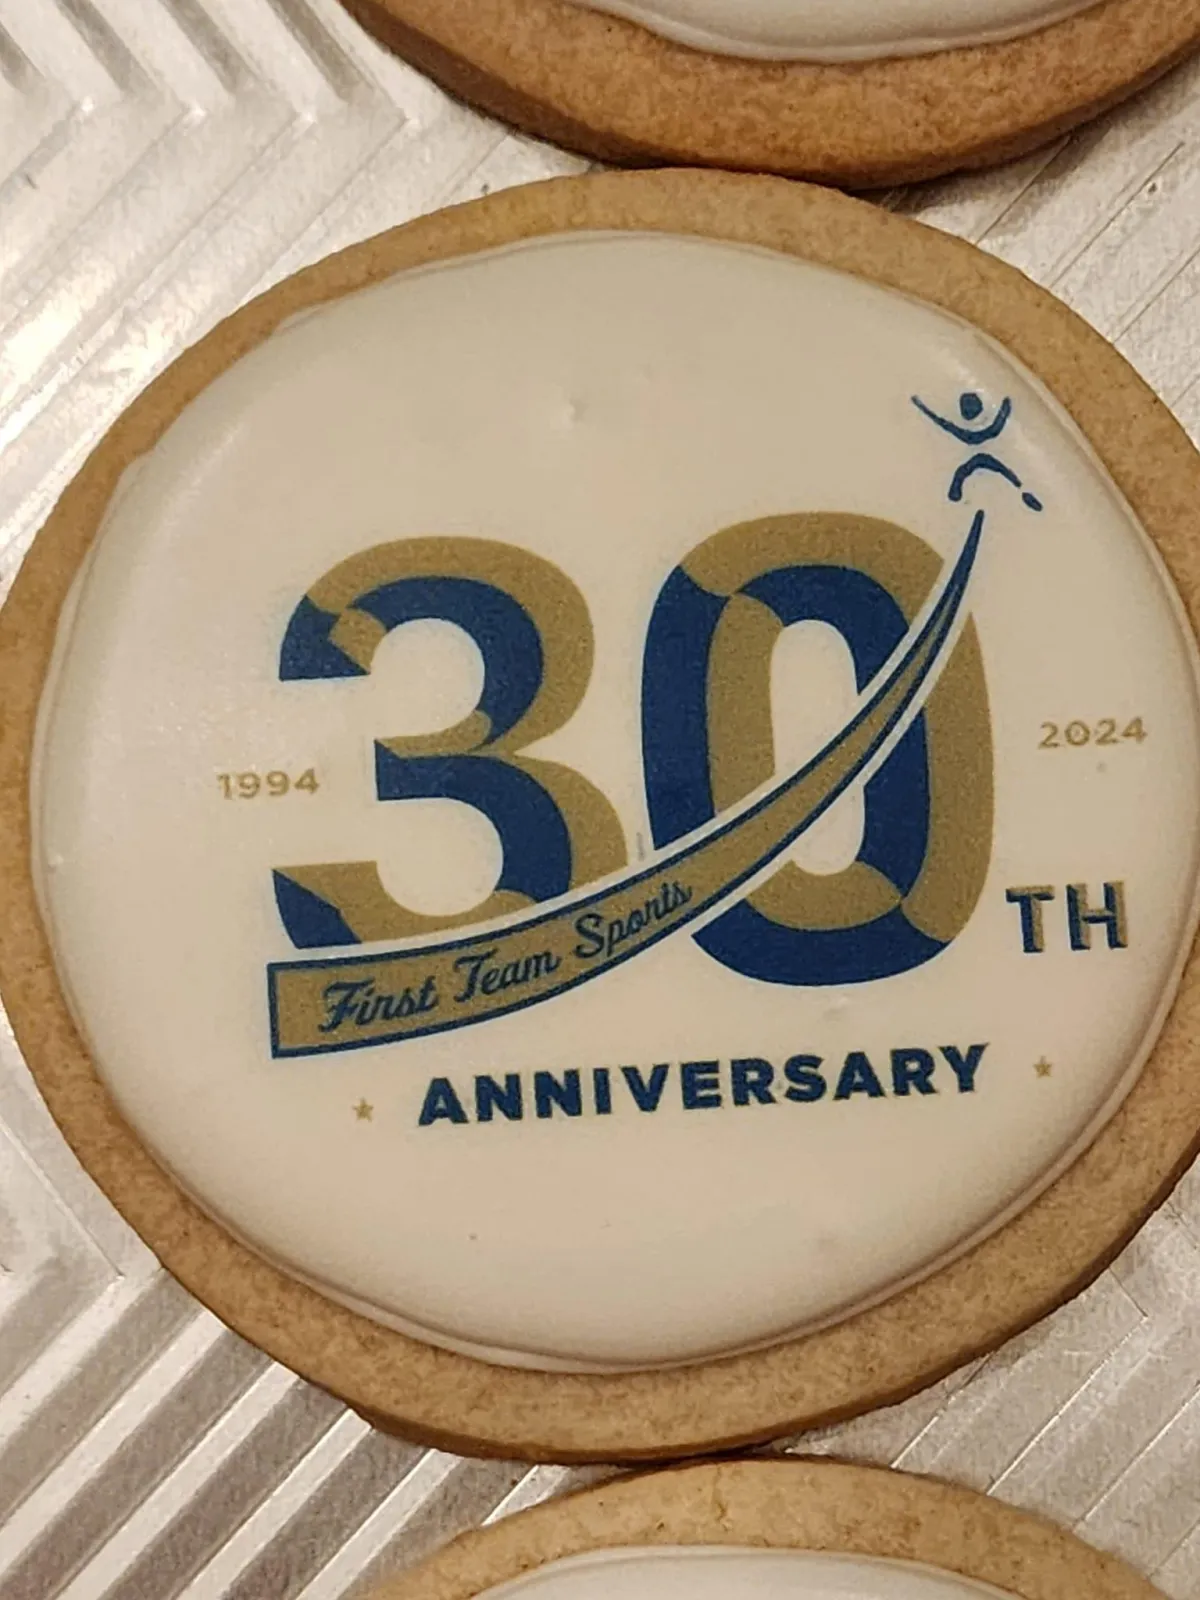 30
1994
2024
TH
First Team Sports
ANNIVERSARY